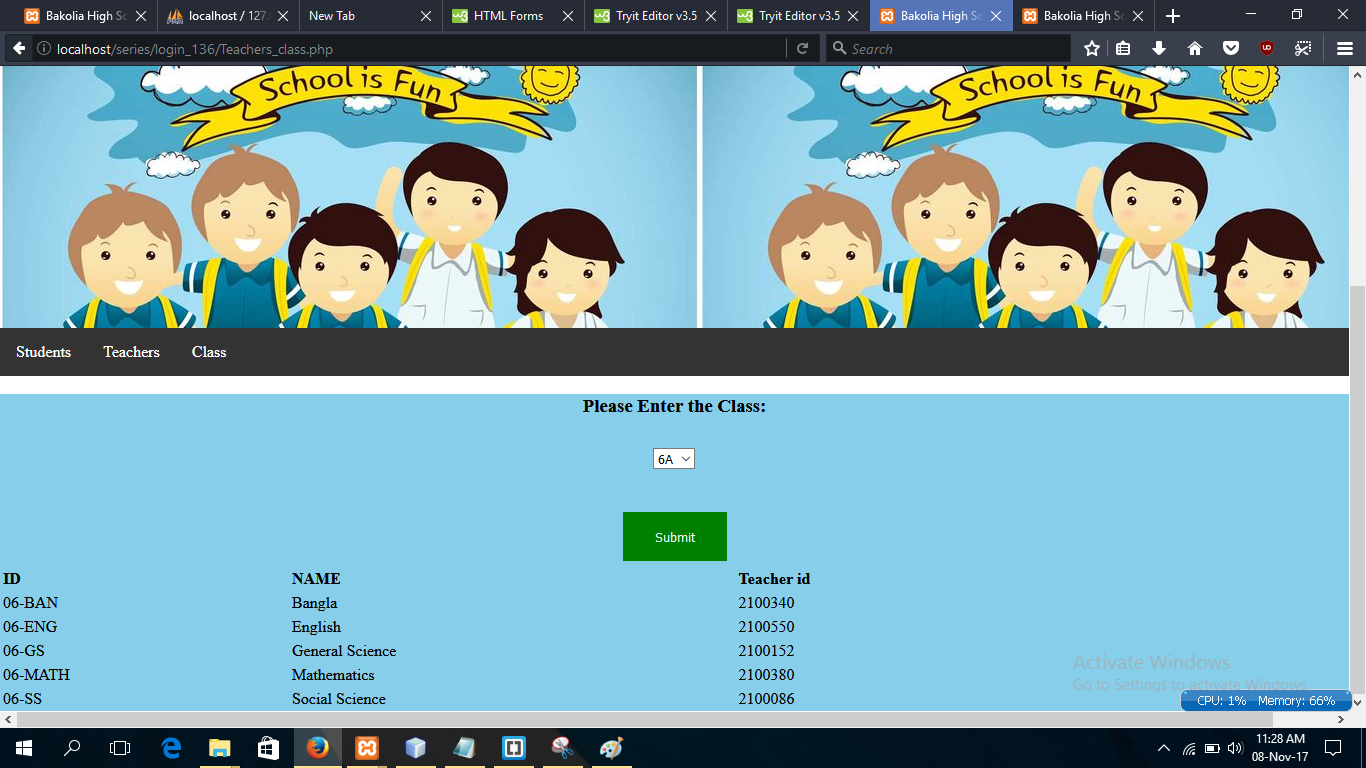 Bakolia High Sc
localhost / 127.
New Tab
HTML Forms
Tryit Editor v3.5
Tryit Editor v3.5
Bakolia High Sc
Bakolia High Sc
localhost/series/login_136/Teachers_class.php
Search
School is Fun
School is Fun
Students Teachers Class
Please Enter the Class:
6A
Submit
ID NAME Teacher id
06-BAN Bangla 2100340
06-ENG English 2100550
06-GS General Science 2100152
06-MATH Mathematics 2100380
06-SS Social Science 2100086
Activate Windows
Go to Settings to activate Windows.
CPU: 1% Memory: 66%
11:28 AM
08-Nov-17